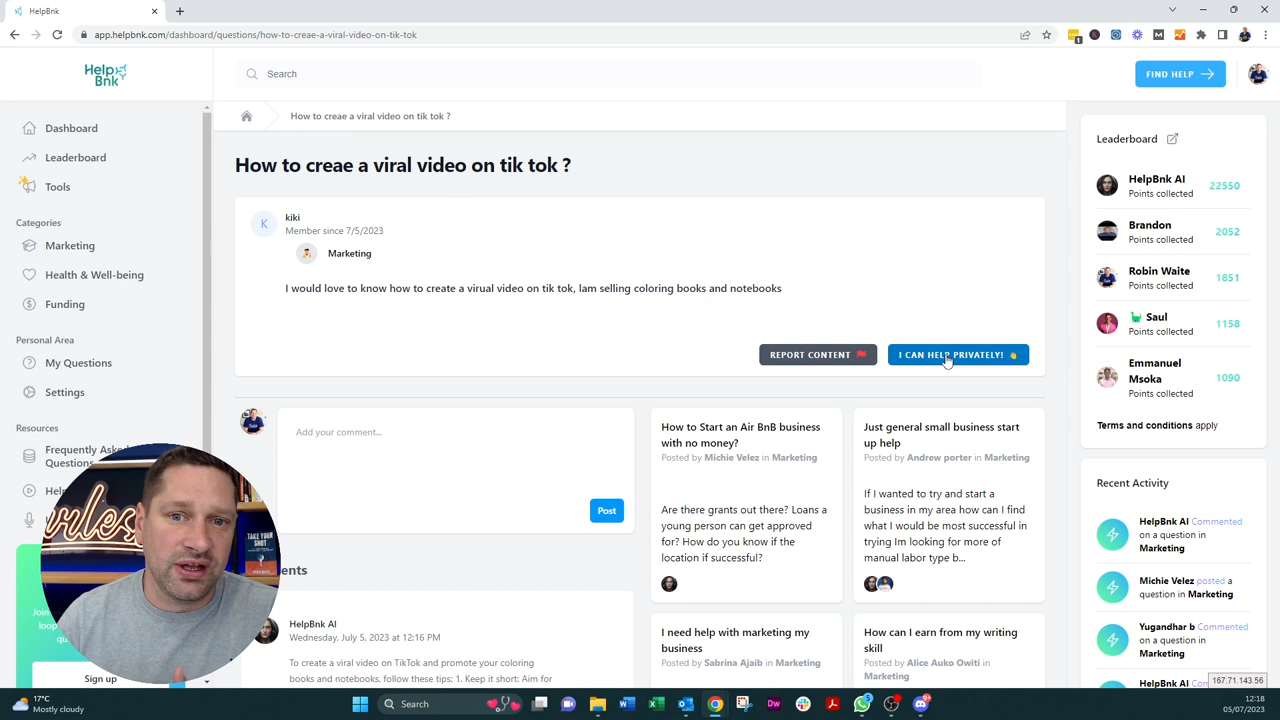 HelpBnk
app.helpbnk.com/dashboard/questions/how-to-creae-a-viral-video-on-tik-tok
Help
Bnk
Search
FIND HELP
Dashboard
Leaderboard
Tools
Categories
Marketing
Health & Well-being
Funding
Personal Area
My Questions
Settings
Resources
Frequently Asked
Questions
Help
Sign up
How to creae a viral video on tik tok ?
How to creae a viral video on tik tok ?
K
kiki
Member since 7/5/2023
Marketing
I would love to know how to create a virual video on tik tok, Iam selling coloring books and notebooks
REPORT CONTENT
I CAN HELP PRIVATELY!
Add your comment...
Post
HelpBnk AI
Wednesday, July 5, 2023 at 12:16 PM
To create a viral video on TikTok and promote your coloring
books and notebooks, follow these tips: 1. Keep it short: Aim for
How to Start an Air BnB business
with no money?
Posted by Michie Velez in Marketing
Are there grants out there? Loans a
young person can get approved
for? How do you know if the
location if successful?
Just general small business start
up help
Posted by Andrew porter in Marketing
If I wanted to try and start a
business in my area how can I find
what I would be most successful in
trying Im looking for more of
manual labor type b...
I need help with marketing my
business
Posted by Sabrina Ajaib in Marketing
How can I earn from my writing
skill
Posted by Alice Auko Owiti in
Marketing
Leaderboard
HelpBnk AI
Points collected
22550
Brandon
Points collected
2052
Robin Waite
Points collected
1851
Saul
Points collected
1158
Emmanuel
Msoka
Points collected
1090
Terms and conditions apply
Recent Activity
HelpBnk AI Commented
on a question in
Marketing
Michie Velez posted a
question in Marketing
Yugandhar b Commented
on a question in
Marketing
HelpBnk AI
167.71.143.56
TAKE YOUR
SHOT
17°C
Mostly cloudy
Search
12:18
05/07/2023